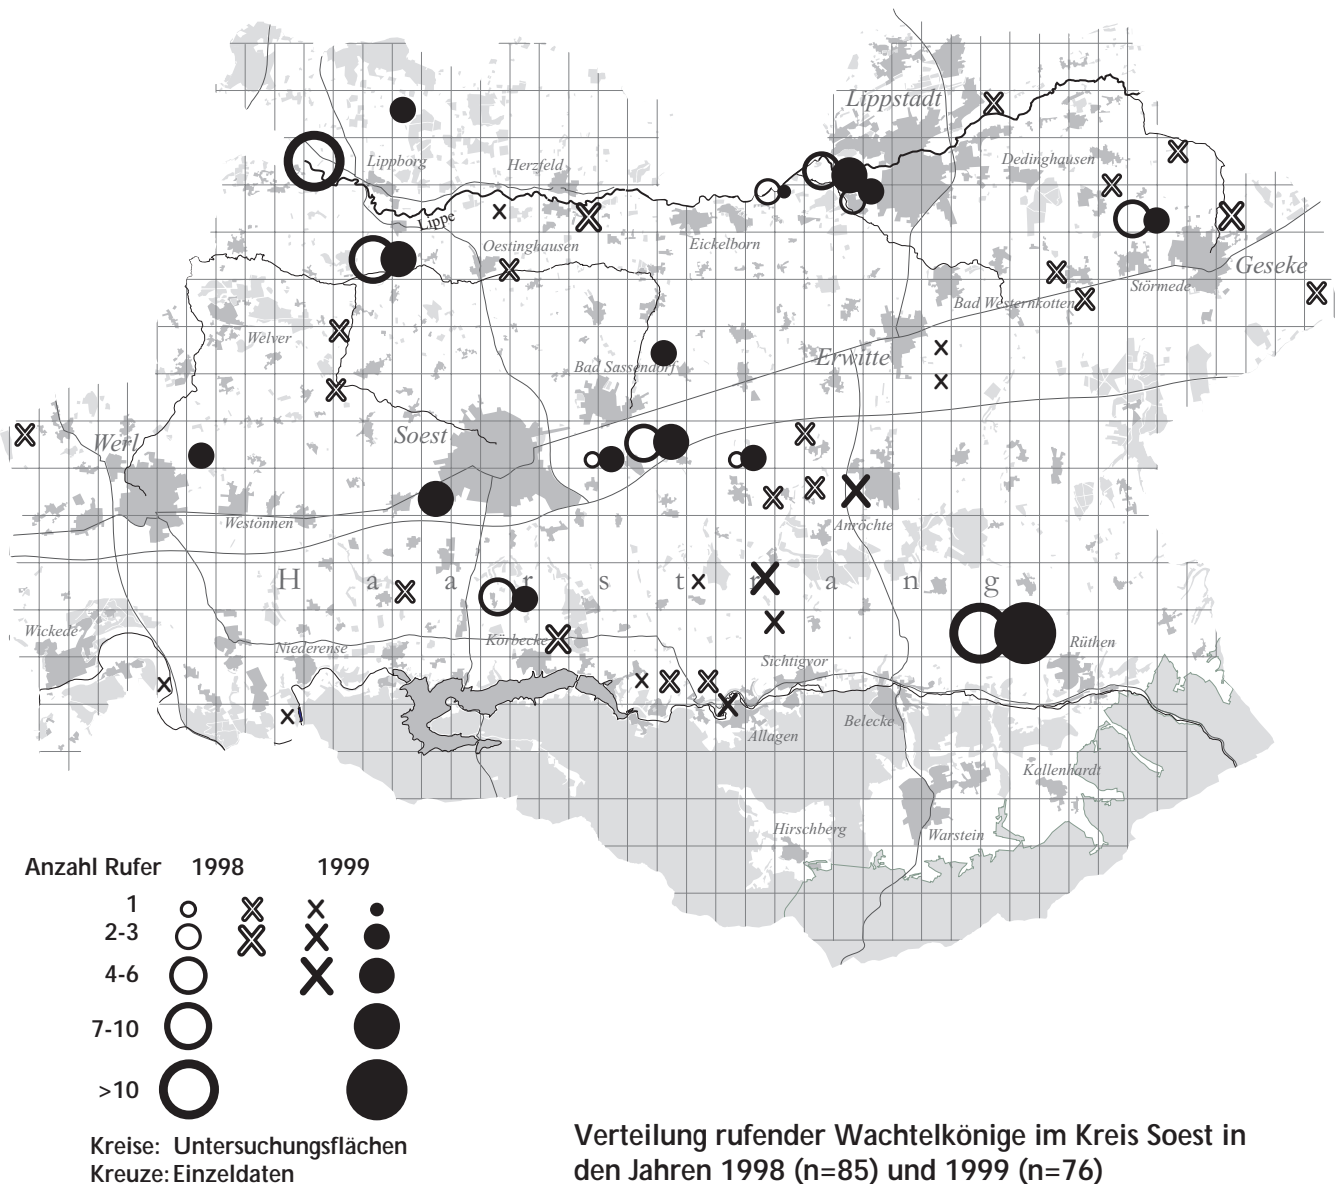 Lippstadt
Lippborg
Herzfeld
Dedinghausen
Lippe
Oestinghausen
Eickelborn
Geseke
Störmede
Bad Westernkotten
Welver
Erwitte
Bad Sassendorf
Werl
Soest
Westönnen
Anröchte
H a a r s t r a n g
Wickede
Niederense
Körbecke
Sichtigvor
Rüthen
Allagen
Belecke
Kallenhardt
Hirschberg
Warstein
Anzahl Rufer 1998 1999
1
2-3
4-6
7-10
>10
Kreise: Untersuchungsflächen
Kreuze: Einzeldaten
Verteilung rufender Wachtelkönige im Kreis Soest in
den Jahren 1998 (n=85) und 1999 (n=76)